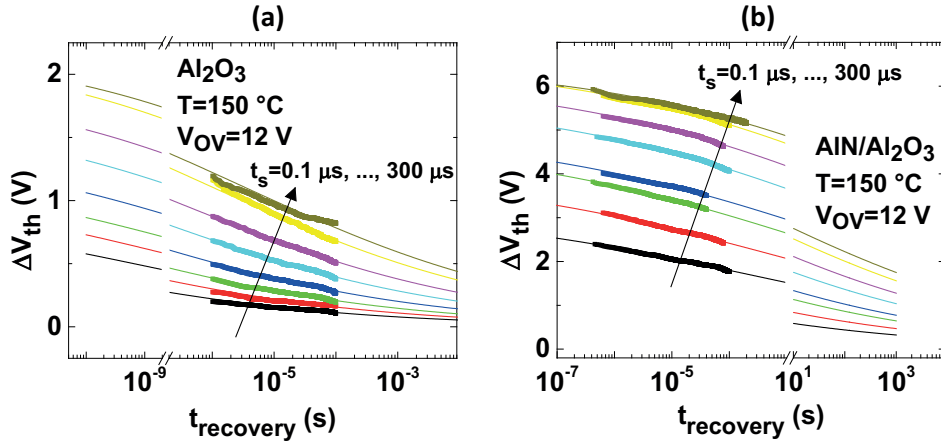 (a)
2
1
0
ΔVth (V)
Al2O3
T=150 °C
VOV=12 V
ts=0.1 μs, ..., 300 μs
10-9
10-5
10-3
trecovery (s)
(b)
6
4
2
0
ΔVth (V)
ts=0.1 μs, ..., 300 μs
AlN/Al2O3
T=150 °C
VOV=12 V
10-7
10-5
10-3
101
103
trecovery (s)